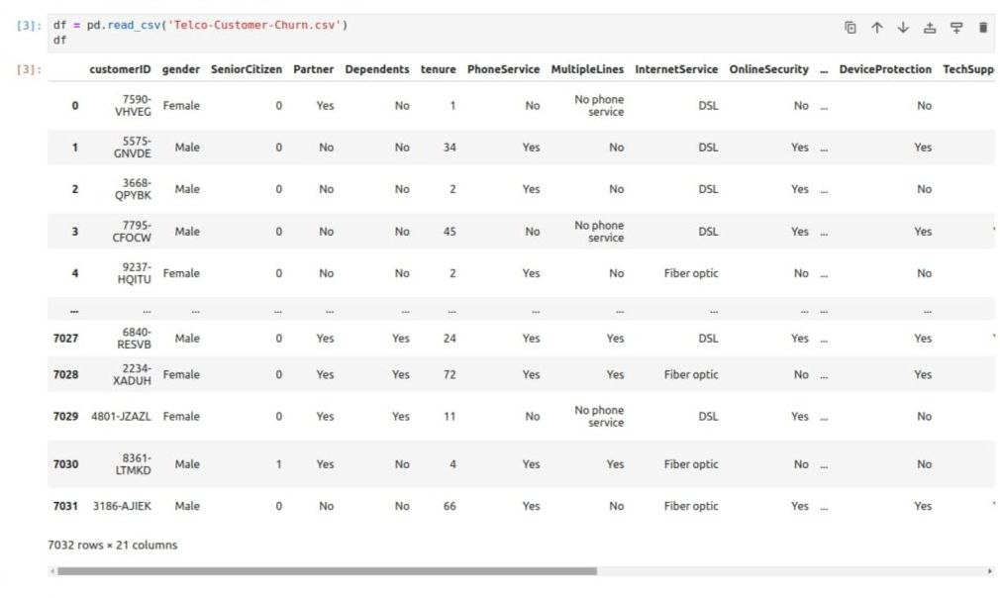 [3]: df = pd.read_csv('Telco-Customer-Churn.csv')
df
[3]: customerID gender SeniorCitizen Partner Dependents tenure PhoneService MultipleLines InternetService OnlineSecurity ... DeviceProtection TechSupp
0 7590-VHVEG Female 0 Yes No 1 No No phone service DSL No ... No
1 5575-GNVDE Male 0 No No 34 Yes No DSL Yes ... Yes
2 3668-QPYBK Male 0 No No 2 Yes No DSL Yes ... No
3 7795-CFOCW Male 0 No No 45 No No phone service DSL Yes ... Yes
4 9237-HQITU Female 0 No No 2 Yes No Fiber optic No ... No
... ... ... ... ... ... ... ... ... ... ... ... ...
7027 6840-RESVB Male 0 Yes Yes 24 Yes Yes DSL Yes ... Yes
7028 2234-XADUH Female 0 Yes Yes 72 Yes Yes Fiber optic No ... Yes
7029 4801-JZAZL Female 0 Yes Yes 11 No No phone service DSL Yes ... No
7030 8361-LTMKD Male 1 Yes No 4 Yes Yes Fiber optic No ... No
7031 3186-AJIEK Male 0 No No 66 Yes No Fiber optic Yes ... Yes
7032 rows × 21 columns